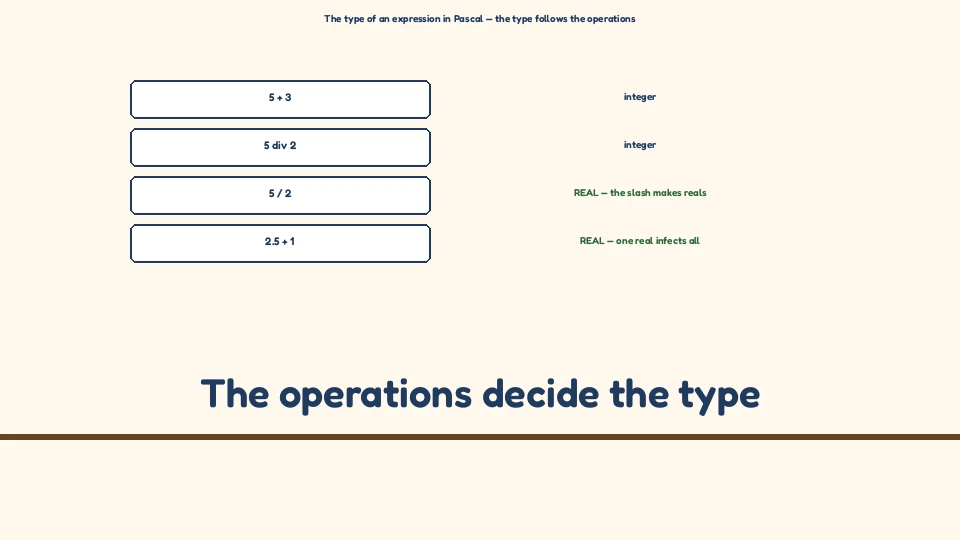 The type of an expression in Pascal — the type follows the operations
5 + 3
integer
5 div 2
integer
5 / 2
REAL — the slash makes reals
2.5 + 1
REAL — one real infects all
The operations decide the type